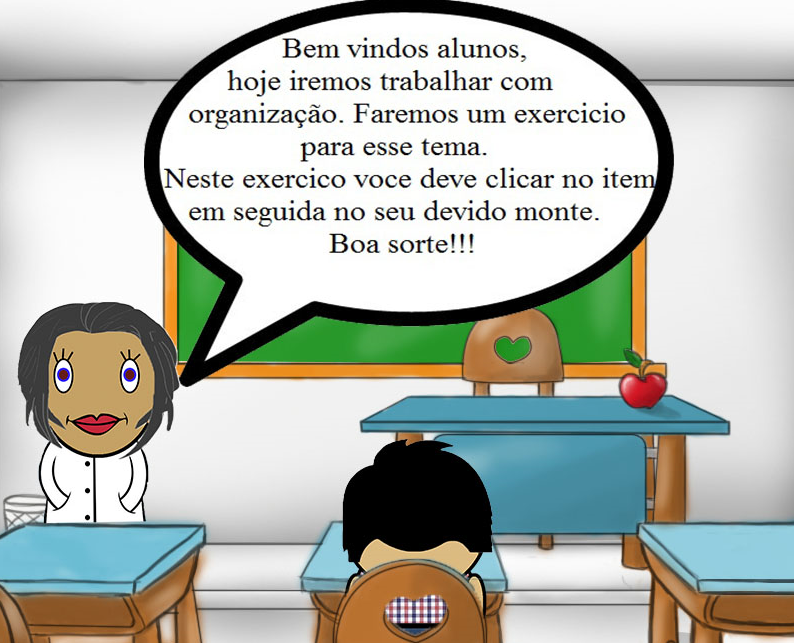 Bem vindos alunos,
hoje iremos trabalhar com
organização. Faremos um exercicio
para esse tema.
Neste exercico voce deve clicar no item
em seguida no seu devido monte.
Boa sorte!!!